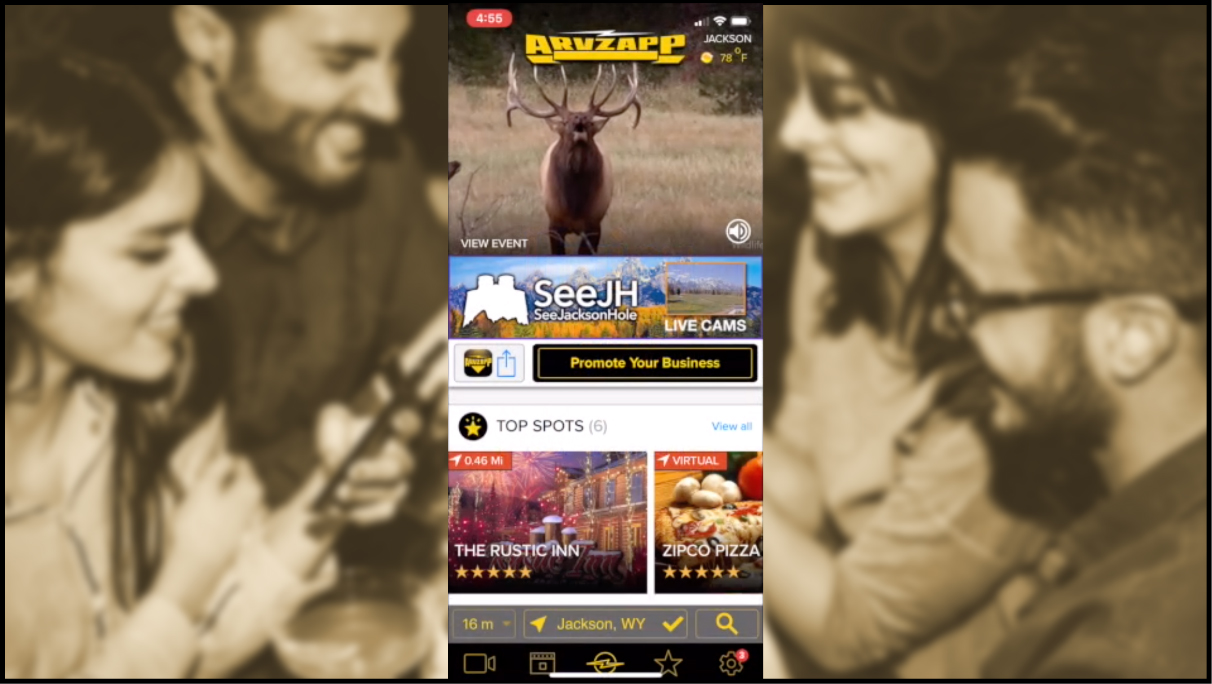 4:55
ARVZAPP
JACKSON
78°F
VIEW EVENT
SeeJH
SeeJacksonHole
LIVE CAMS
ARVZAPP
Promote Your Business
TOP SPOTS (6)
View all
0.46 Mi
VIRTUAL
THE RUSTIC INN
ZIPCO PIZZA
16 m
Jackson, WY
3